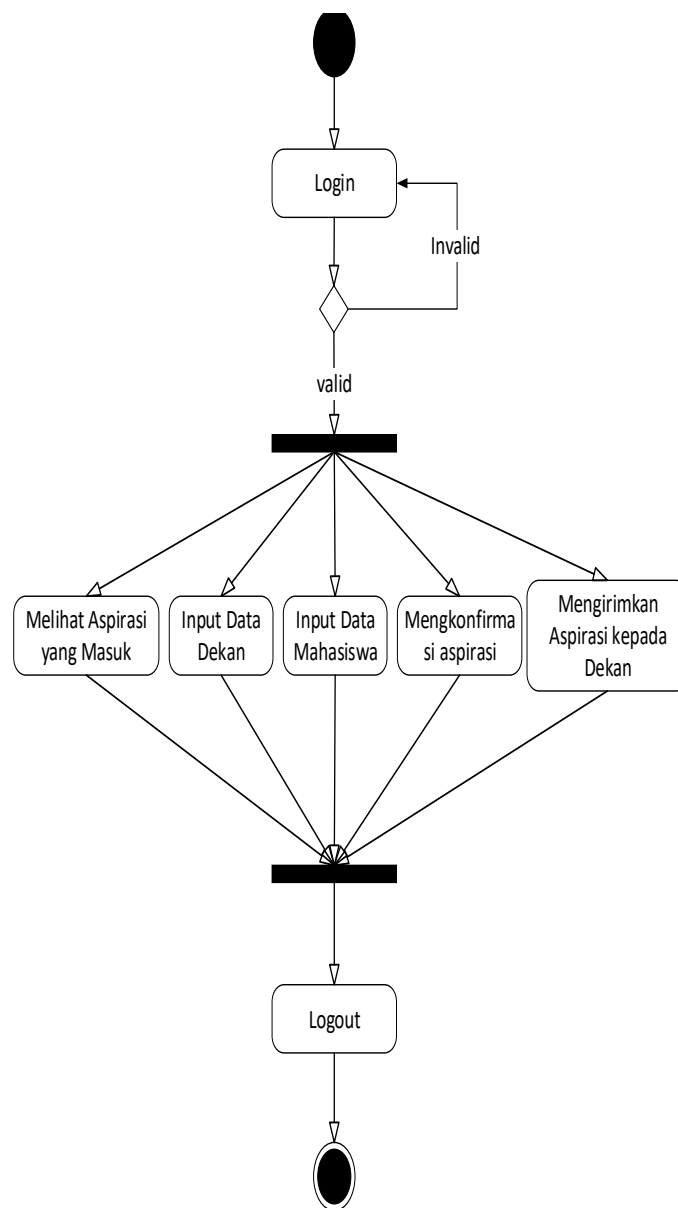 Login
Invalid
valid
Melihat Aspirasi
yang Masuk
Input Data
Dekan
Input Data
Mahasiswa
Mengkonfirma
si aspirasi
Mengirimkan
Aspirasi kepada
Dekan
Logout